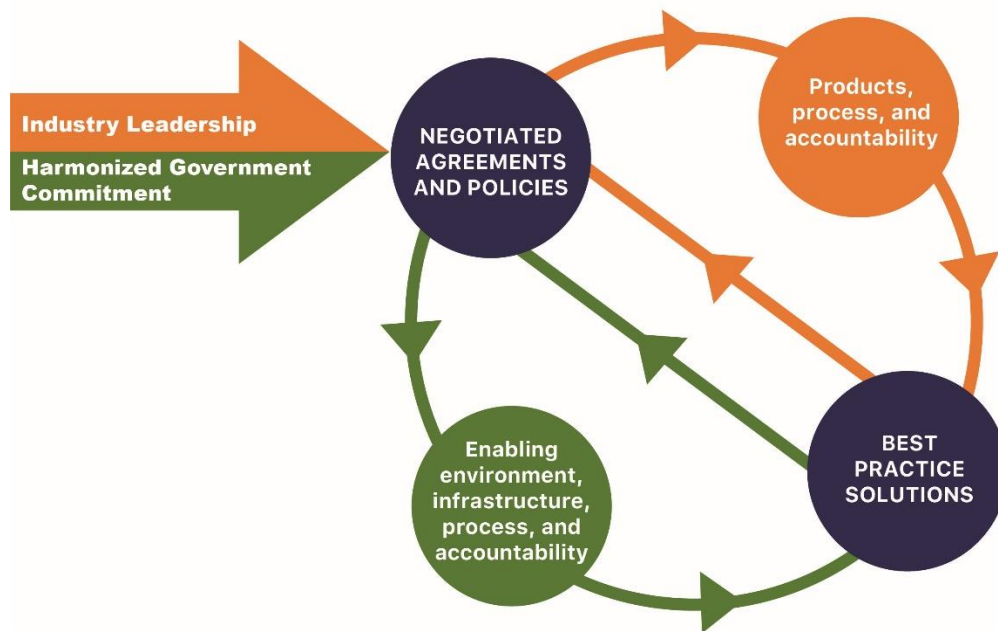 Industry Leadership
Harmonized Government
Commitment
NEGOTIATED
AGREEMENTS
AND POLICIES
Products,
process, and
accountability
Enabling
environment,
infrastructure,
process, and
accountability
BEST
PRACTICE
SOLUTIONS